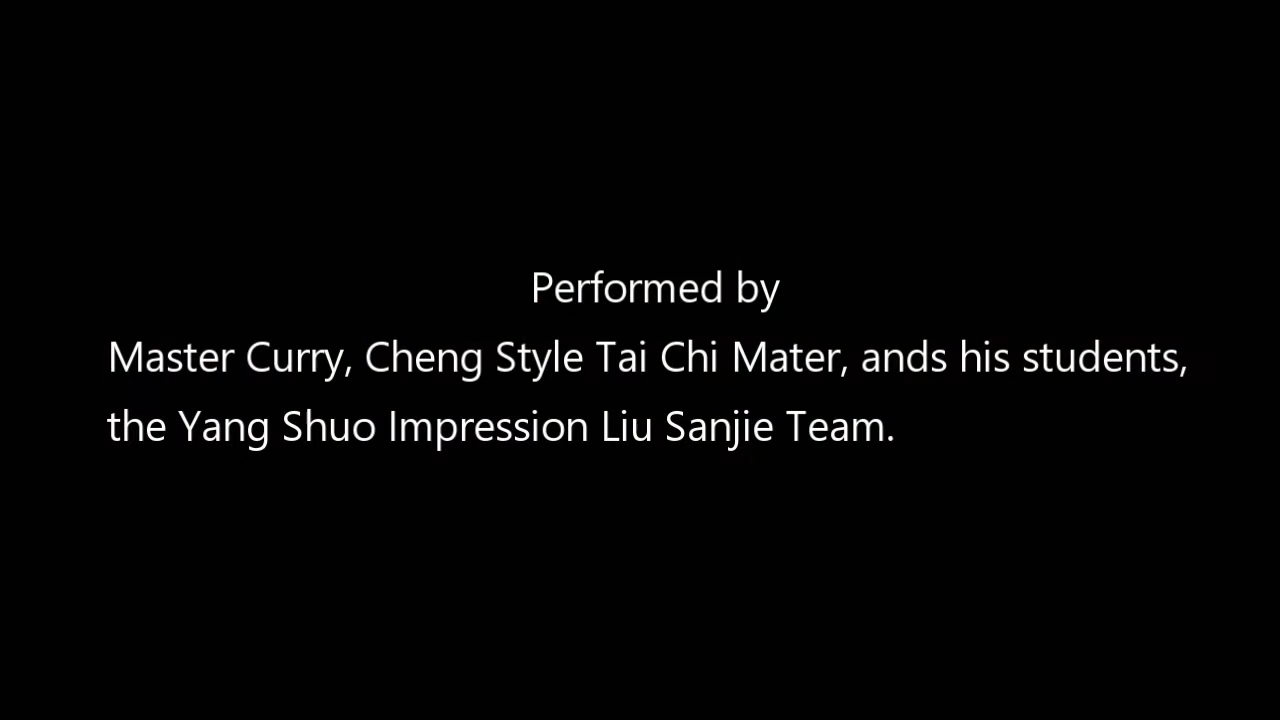 Performed by
Master Curry, Cheng Style Tai Chi Mater, ands his students,
the Yang Shuo Impression Liu Sanjie Team.